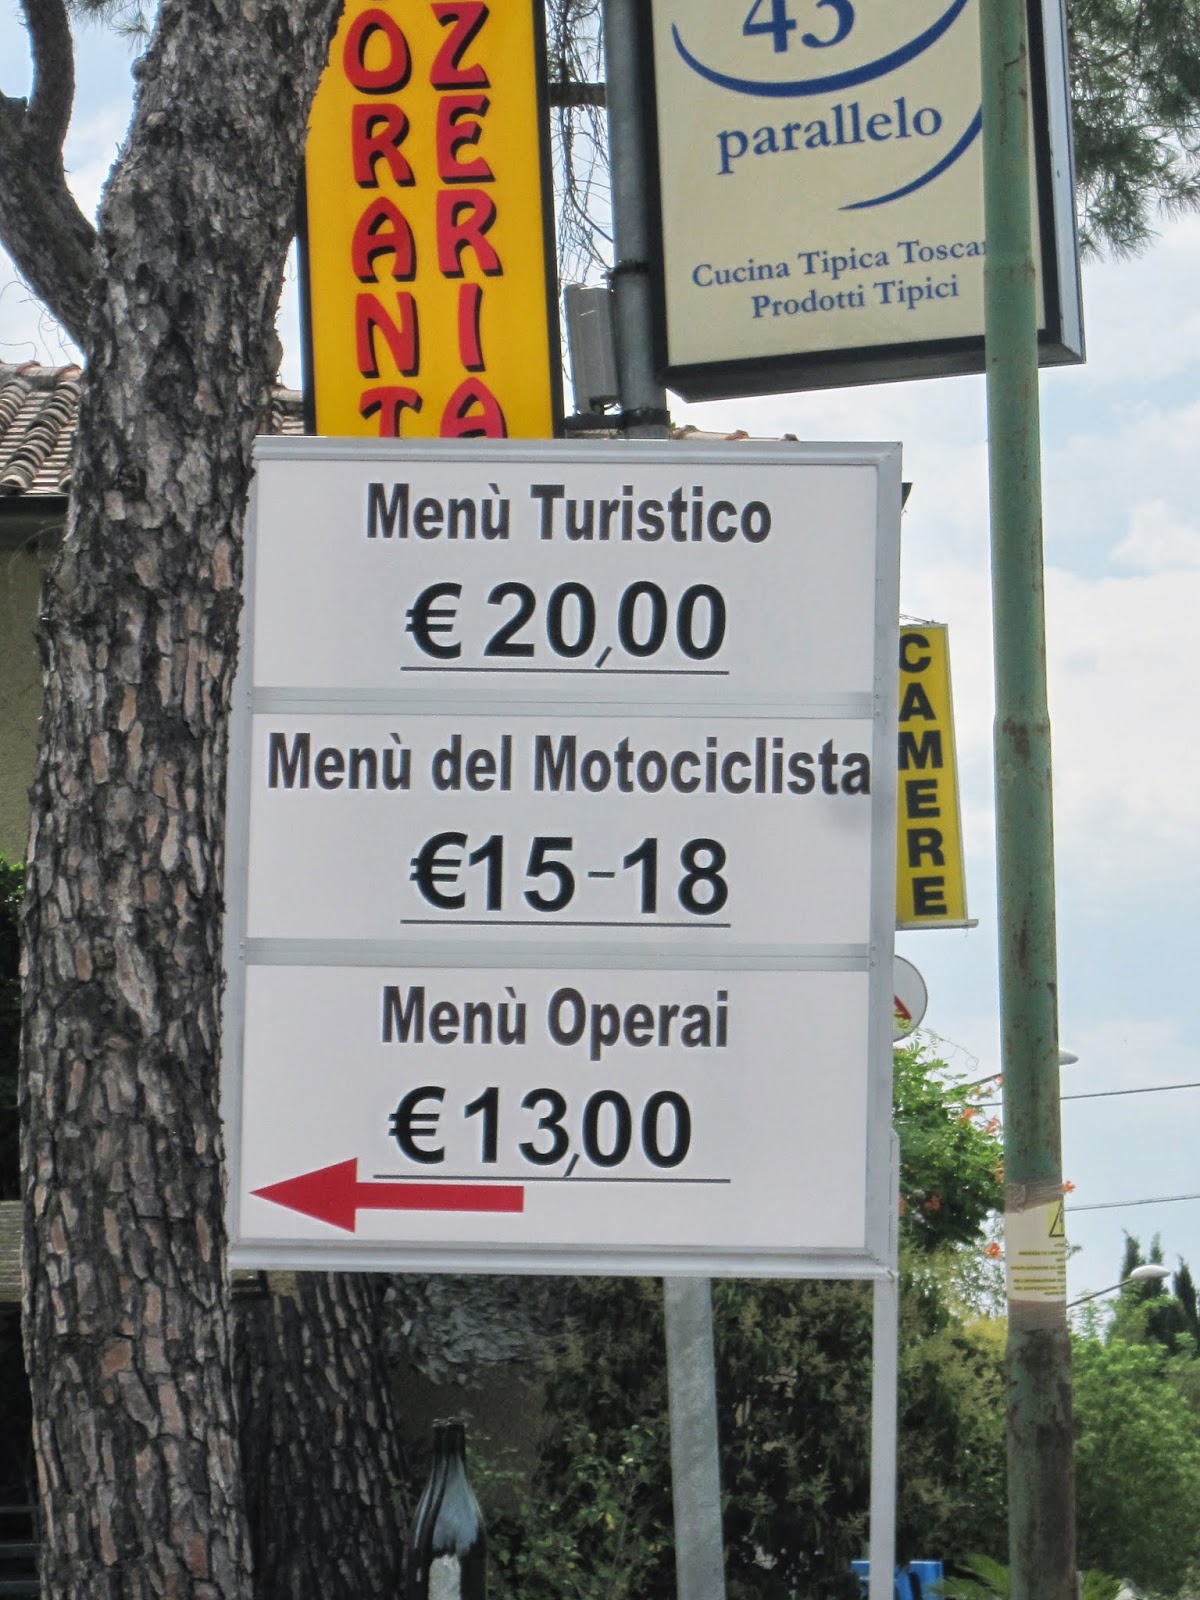 ORANT
ZERIA
43°
parallelo
Cucina Tipica Toscan
Prodotti Tipici
Menù Turistico
€ 20,00
Menù del Motociclista
€15-18
Menù Operai
€ 13,00
CAMERE